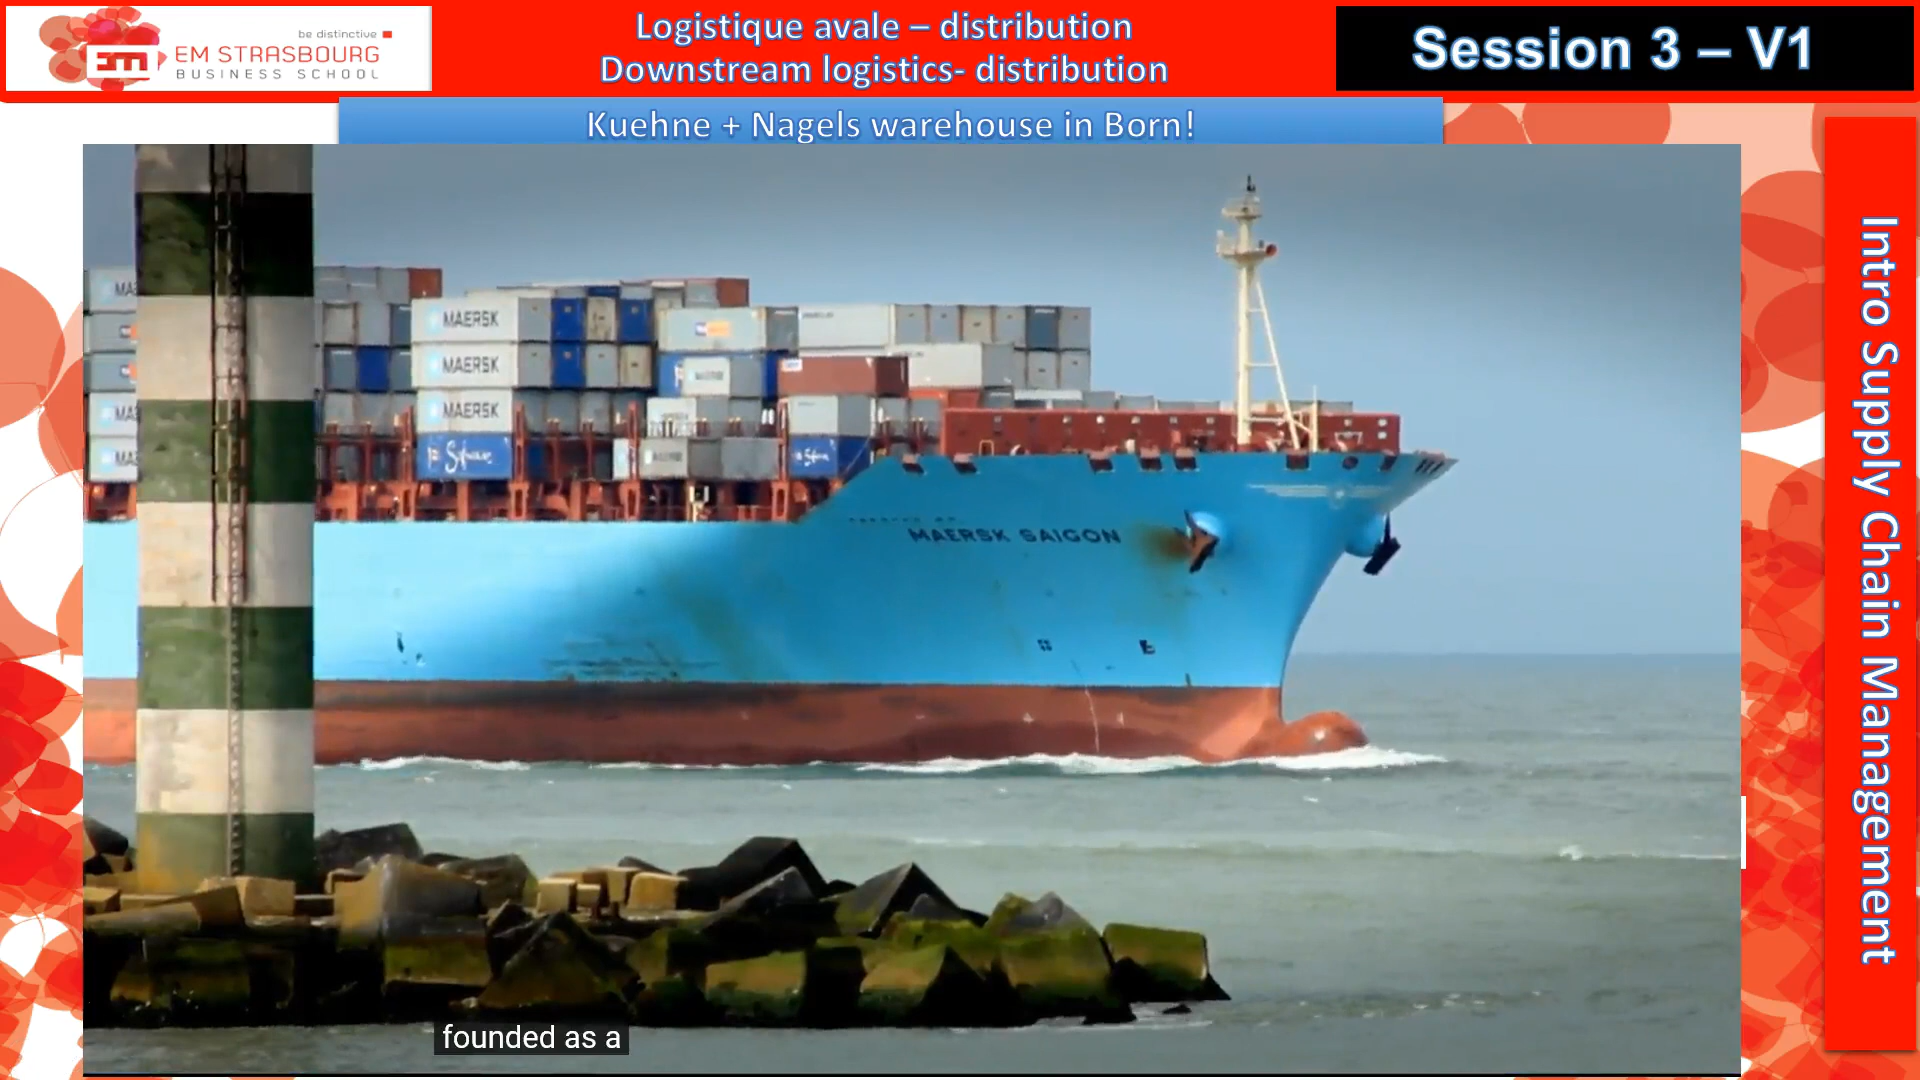 be distinctive
EM STRASBOURG
BUSINESS SCHOOL
Logistique avale – distribution
Downstream logistics- distribution
Session 3 – V1
Kuehne + Nagels warehouse in Born!
Intro Supply Chain Management
MAERSK
MAERSK
MAERSK
Safmarine
MAERSK SAIGON
founded as a